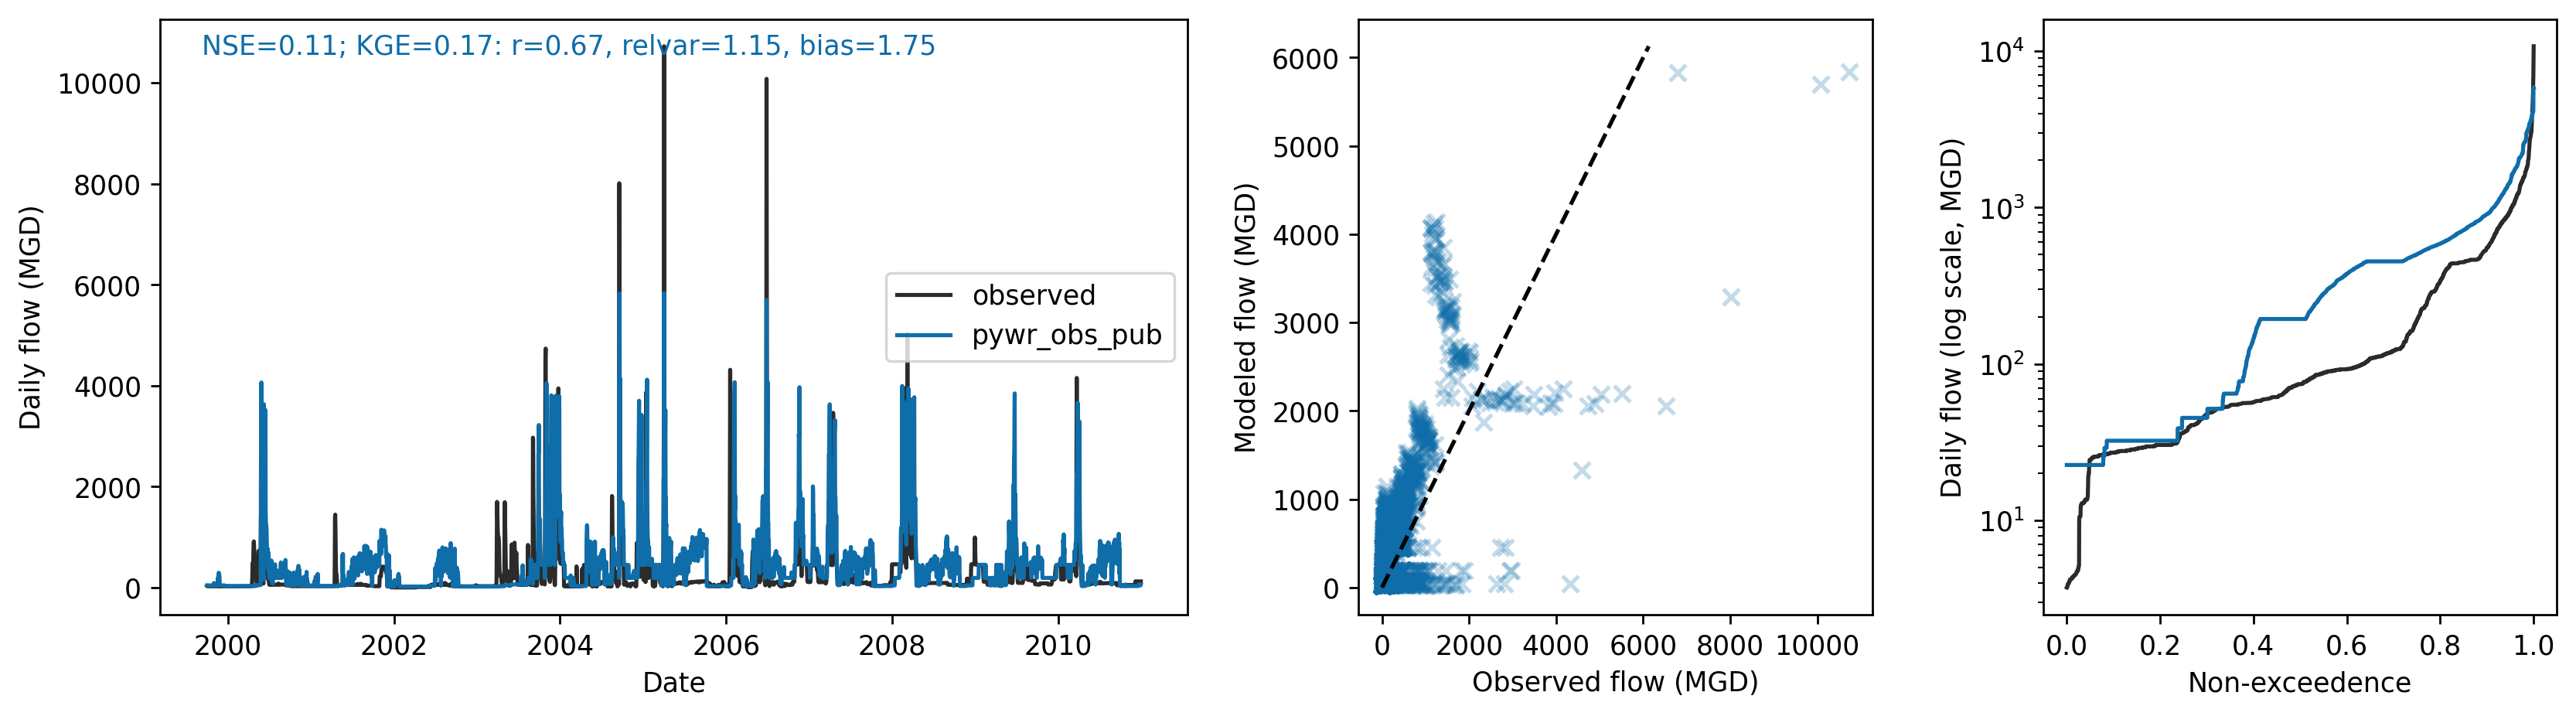 NSE=0.11; KGE=0.17: r=0.67, relvar=1.15, bias=1.75
Daily flow (MGD)
10000
8000
6000
4000
2000
0
observed
pywr_obs_pub
2000 2002 2004 2006 2008 2010
Date
Modeled flow (MGD)
6000
5000
4000
3000
2000
1000
0
0 2000 4000 6000 8000 10000
Observed flow (MGD)
Daily flow (log scale, MGD)
10^4
10^3
10^2
10^1
0.0 0.2 0.4 0.6 0.8 1.0
Non-exceedence